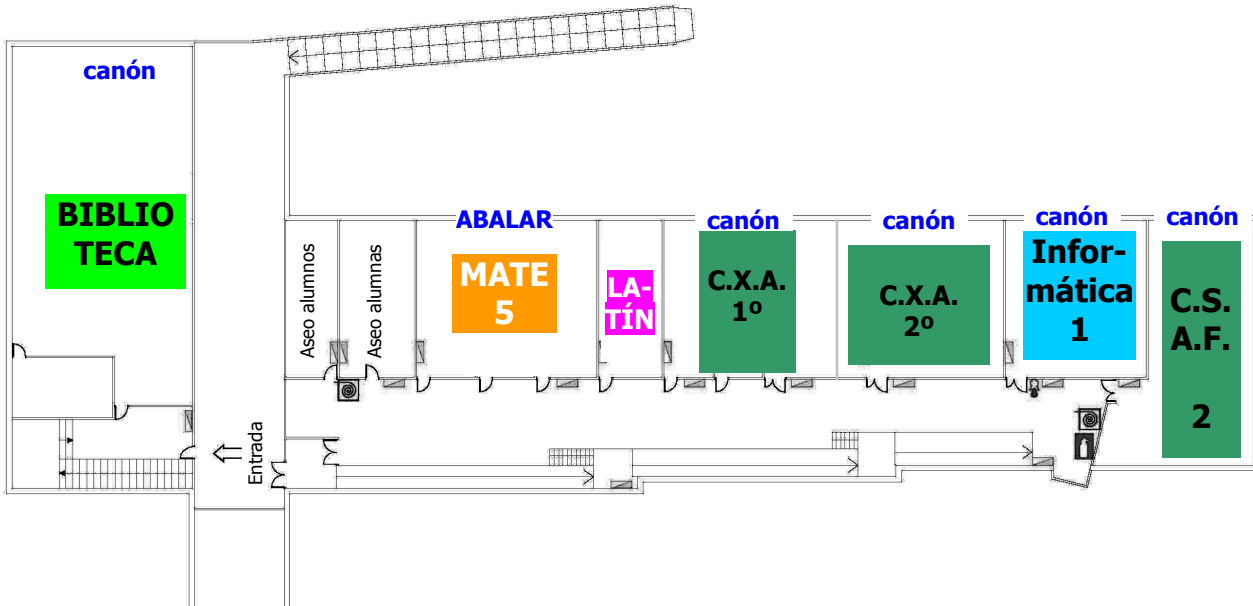 canón
BIBLIO
TECA
Entrada
Aseo alumnos
Aseo alumnas
ABALAR
MATE
5
LA-
TÍN
canón
C.X.A.
1º
canón
C.X.A.
2º
canón
Infor-
mática
1
canón
C.S.
A.F.
2